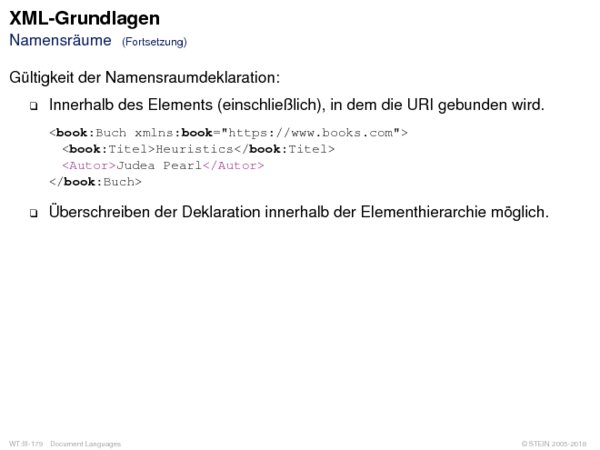 XML-Grundlagen
Namensräume (Fortsetzung)
Gültigkeit der Namensraumdeklaration:
❑ Innerhalb des Elements (einschließlich), in dem die URI gebunden wird.
<book:Buch xmlns:book="https://www.books.com">
<book:Titel>Heuristics</book:Titel>
<Autor>Judea Pearl</Autor>
</book:Buch>
❑ Überschreiben der Deklaration innerhalb der Elementhierarchie möglich.
WT:III-179 Document Languages
© STEIN 2005-2018